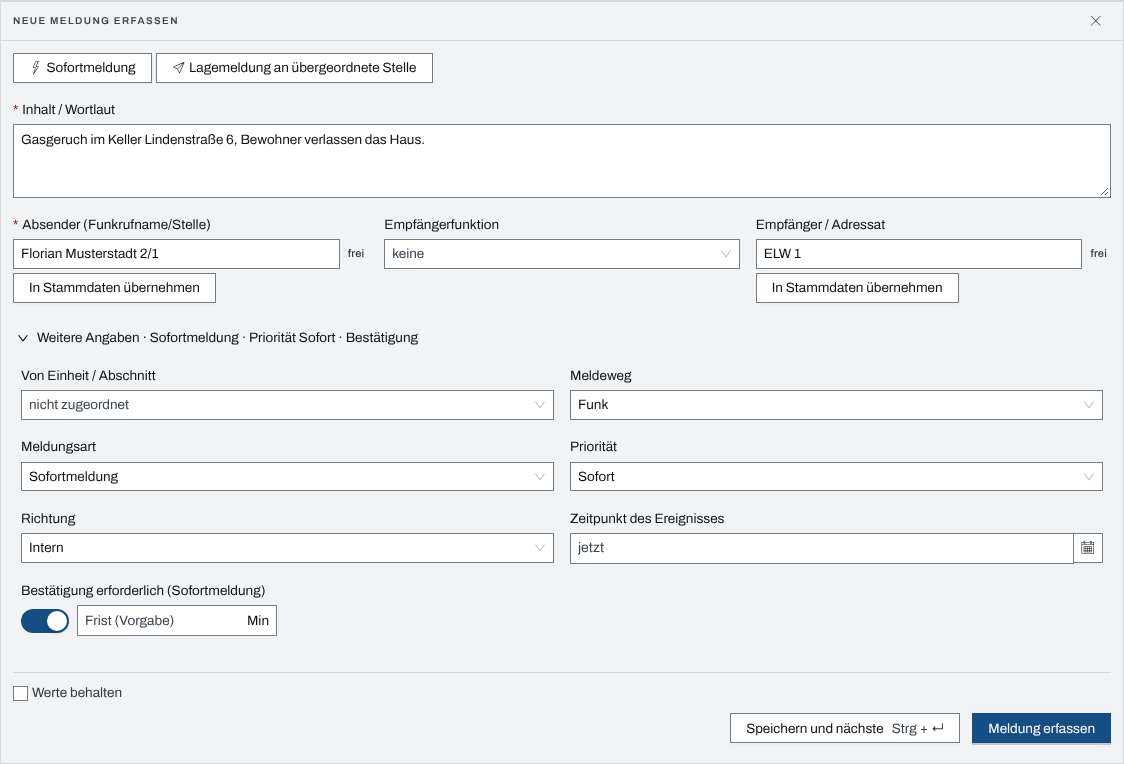 NEUE MELDUNG ERFASSEN
Sofortmeldung
Lagemeldung an übergeordnete Stelle
* Inhalt / Wortlaut
Gasgeruch im Keller Lindenstraße 6, Bewohner verlassen das Haus.
* Absender (Funkrufname/Stelle)
Florian Musterstadt 2/1
frei
In Stammdaten übernehmen
Empfängerfunktion
keine
Empfänger / Adressat
ELW 1
frei
In Stammdaten übernehmen
Weitere Angaben · Sofortmeldung · Priorität Sofort · Bestätigung
Von Einheit / Abschnitt
nicht zugeordnet
Meldeweg
Funk
Meldungsart
Sofortmeldung
Priorität
Sofort
Richtung
Intern
Zeitpunkt des Ereignisses
jetzt
Bestätigung erforderlich (Sofortmeldung)
Frist (Vorgabe) Min
Werte behalten
Speichern und nächste Strg + ↵
Meldung erfassen